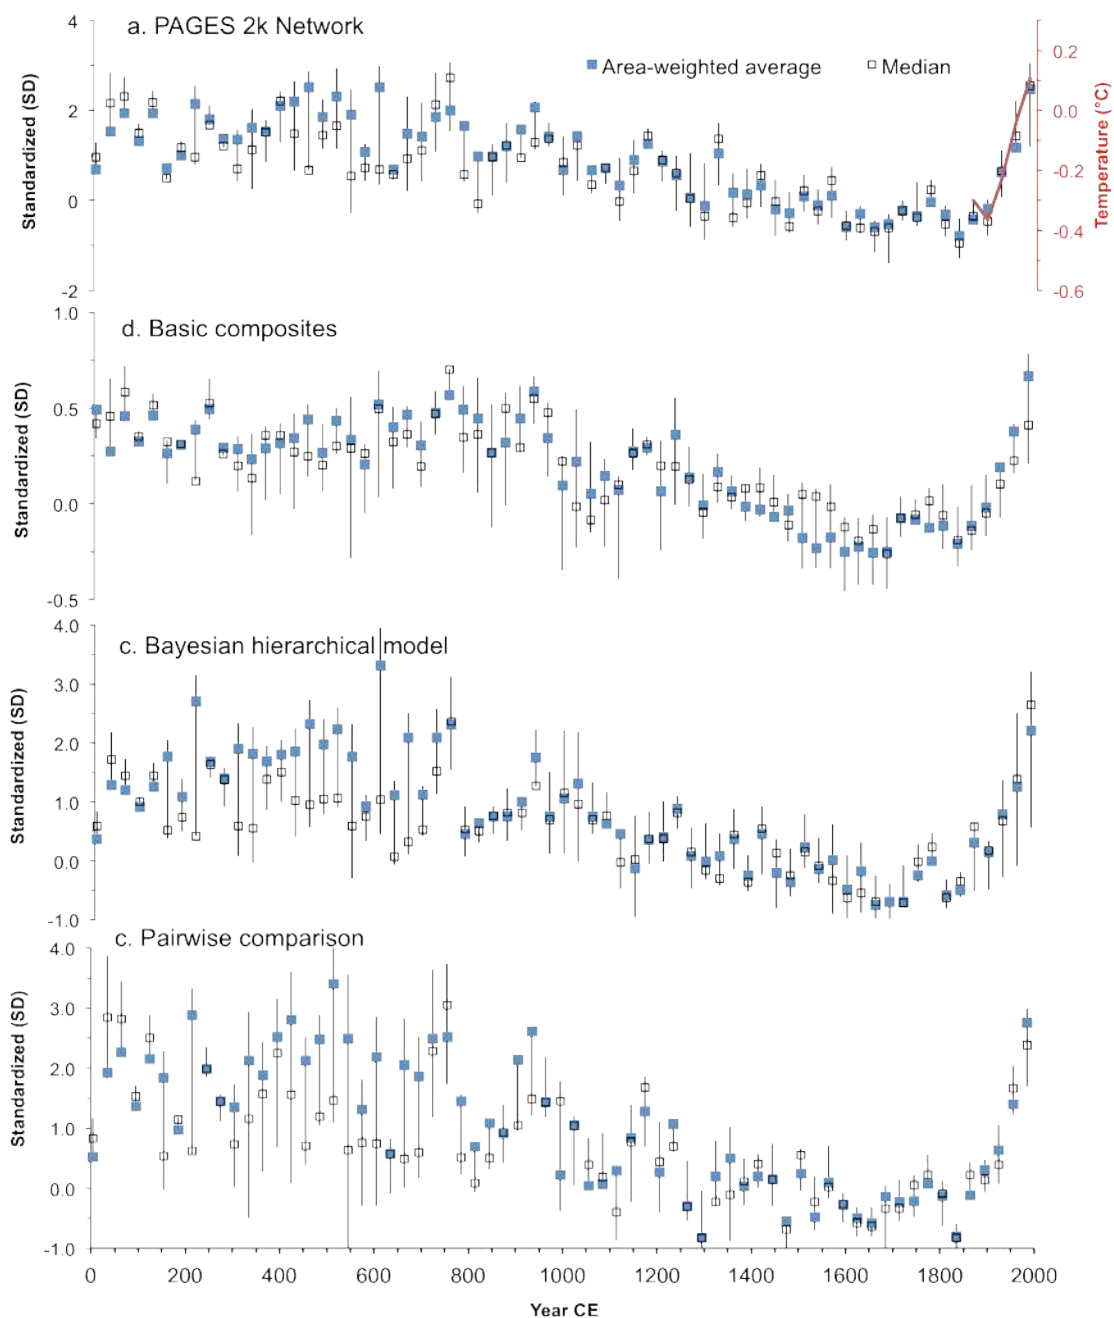 a. PAGES 2k Network
Area-weighted average
Median
4
2
0
-2
Standardized (SD)
0.2
0.0
-0.2
-0.4
-0.6
Temperature (°C)
d. Basic composites
1.0
0.5
0.0
-0.5
Standardized (SD)
c. Bayesian hierarchical model
4.0
3.0
2.0
1.0
0.0
-1.0
Standardized (SD)
c. Pairwise comparison
4.0
3.0
2.0
1.0
0.0
-1.0
Standardized (SD)
0 200 400 600 800 1000 1200 1400 1600 1800 2000
Year CE